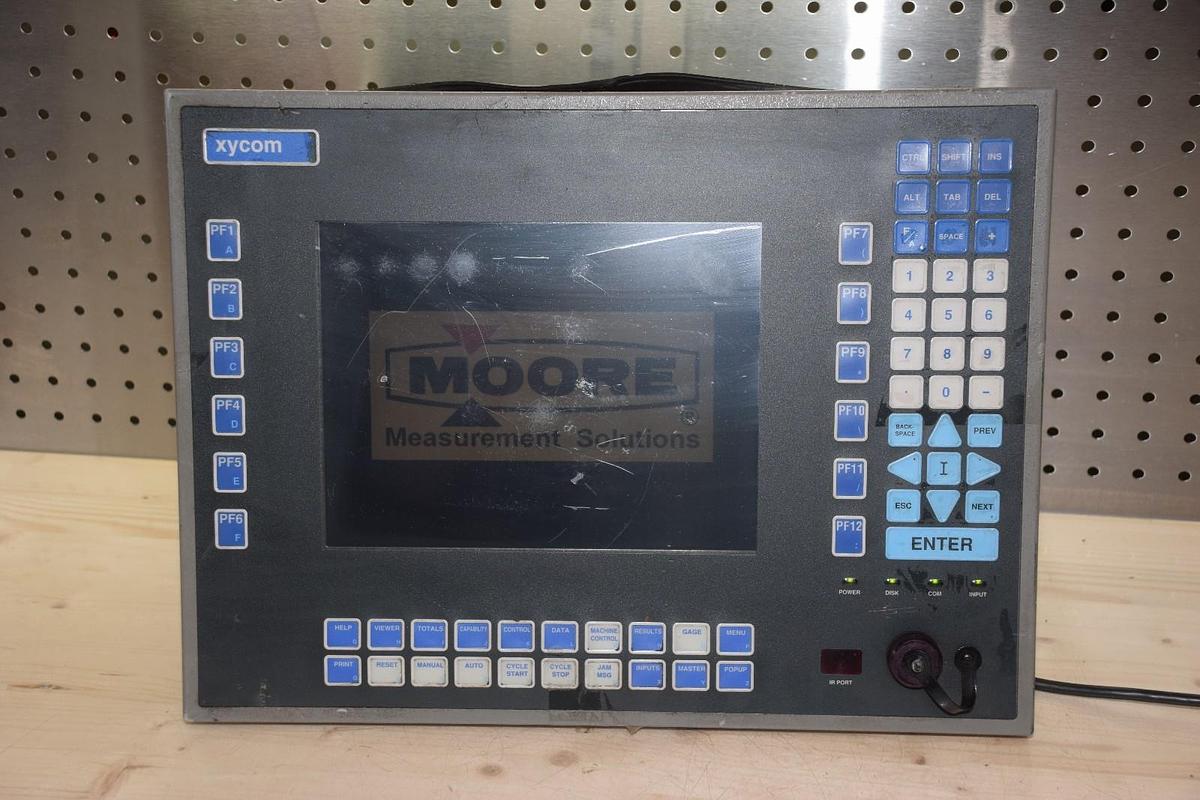 xycom
CTRL SHIFT INS
ALT TAB DEL
F/A SPACE +
PF1 A
PF2 B
PF3 C
PF4 D
PF5 E
PF6 F
MOORE ®
Measurement Solutions
PF7 (
PF8 )
PF9
PF10 \
PF11 /
PF12 :
1 2 3
4 5 6
7 8 9
. 0 -
BACK-
SPACE
PREV
I
ESC NEXT
ENTER
POWER DISK COM INPUT
HELP G VIEWER H TOTALS CAPABILITY CONTROL K DATA L MACHINE CONTROL RESULTS GAGE MENU P
PRINT Q RESET MANUAL AUTO CYCLE START CYCLE STOP JAM MSG INPUTS X MASTER Y POPUP Z
IR PORT